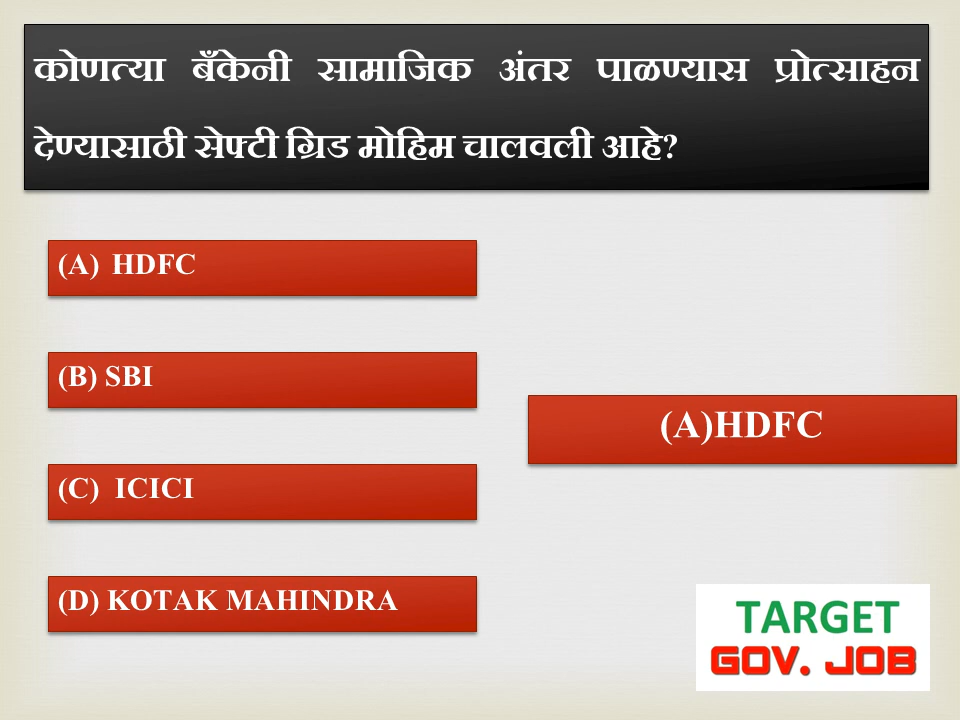 कोणत्या बँकेनी सामाजिक अंतर पाळण्यास प्रोत्साहन
देण्यासाठी सेफ्टी ग्रिड मोहिम चालवली आहे?
(A) HDFC
(B) SBI
(A)HDFC
(C) ICICI
(D) KOTAK MAHINDRA
TARGET
GOV. JOB